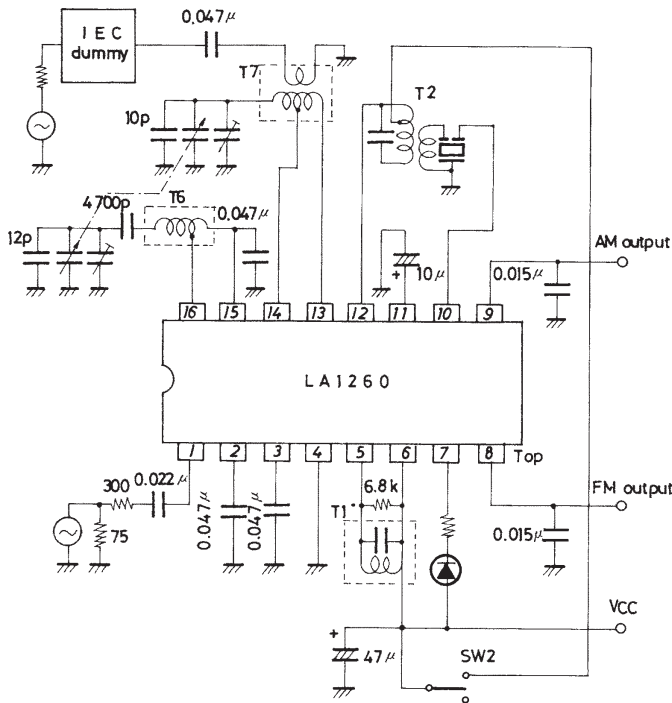 IEC
dummy
0.047μ
T7
T2
10p
4700p
T6
0.047μ
12p
10μ
+
AM output
0.015μ
16
15
14
13
12
11
10
9
LA1260
1
2
3
4
5
6
7
8
Top
0.022μ
300
75
0.047μ
0.047μ
6.8k
T1
FM output
0.015μ
VCC
+
47μ
SW2